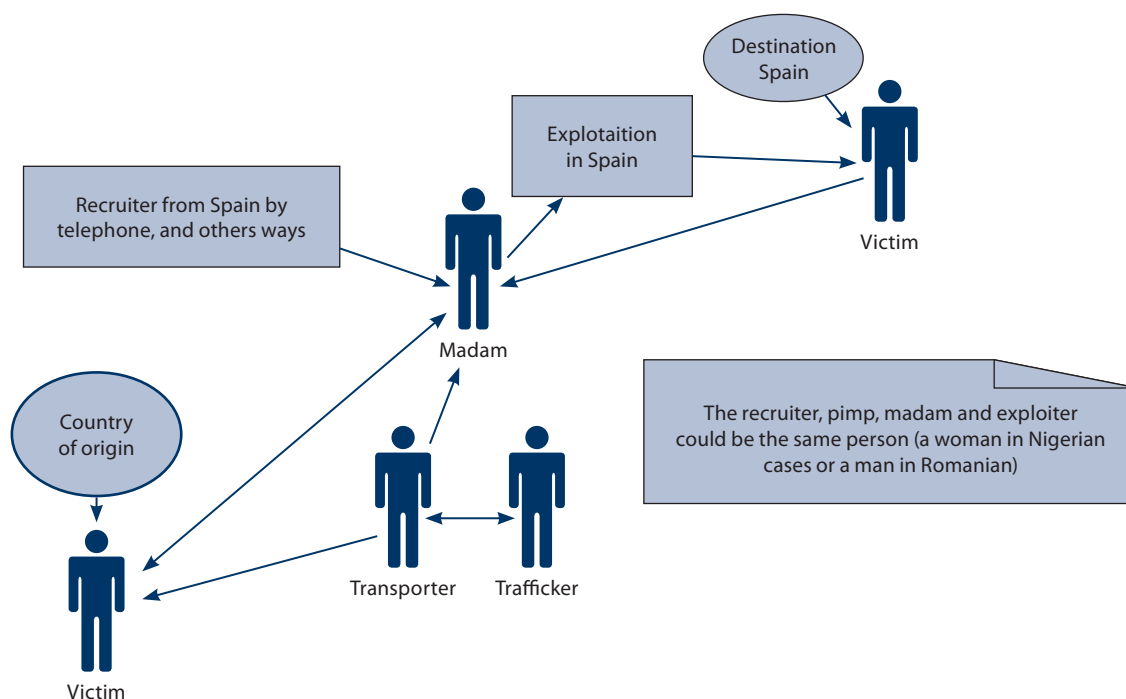 Destination
Spain
Explotaition
in Spain
Victim
Recruiter from Spain by
telephone, and others ways
Madam
Country
of origin
The recruiter, pimp, madam and exploiter
could be the same person (a woman in Nigerian
cases or a man in Romanian)
Transporter
Trafficker
Victim